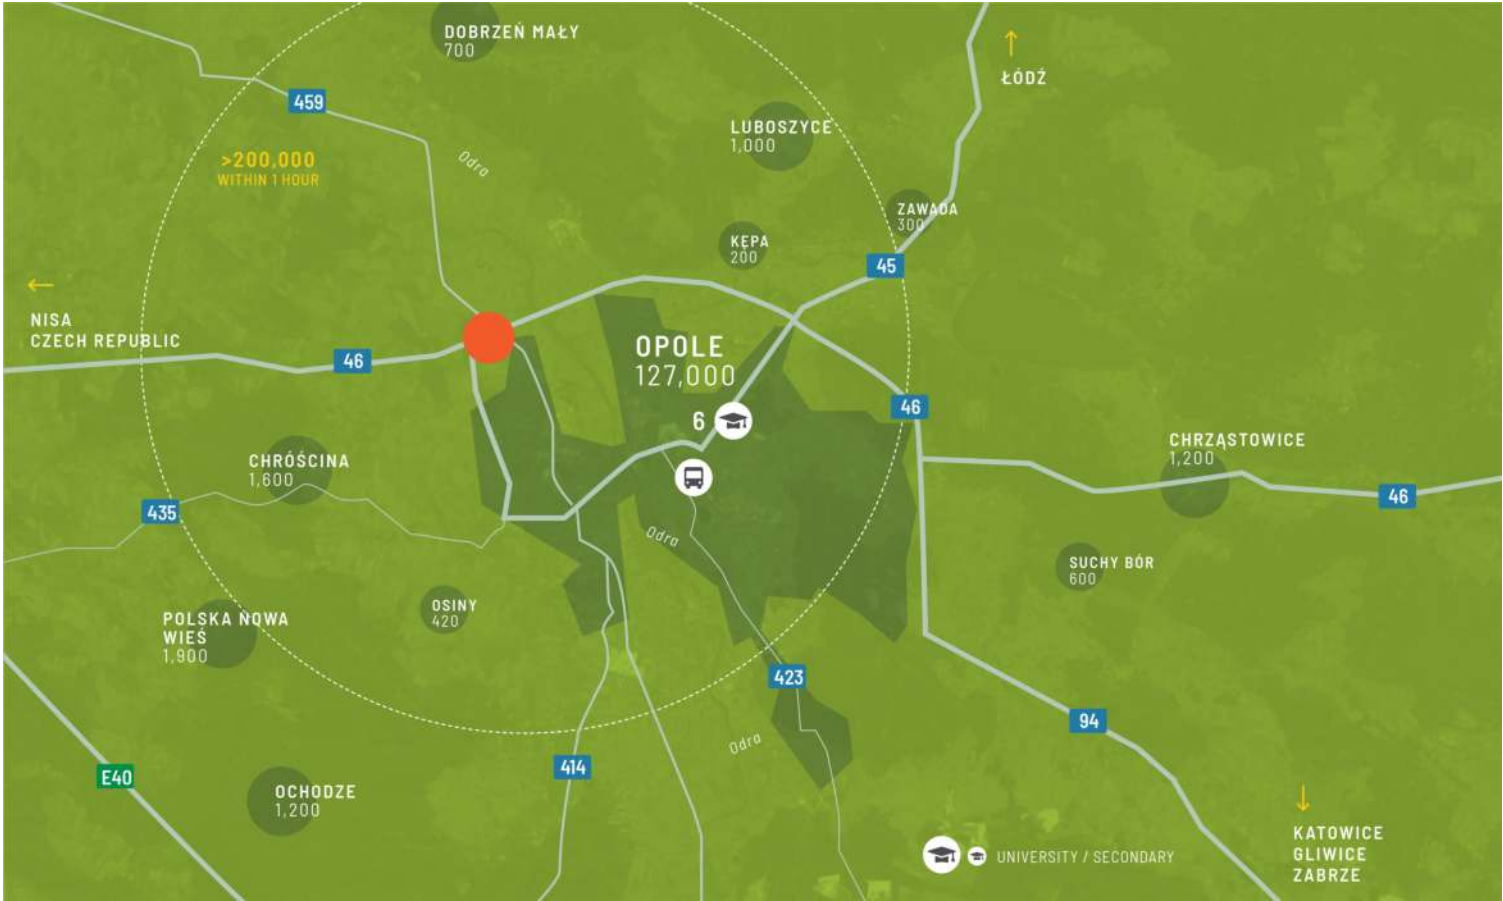 DOBRZEŃ MAŁY
700
ŁÓDŹ
459
LUBOSZYCE
1,000
>200,000
WITHIN 1 HOUR
Odra
ZAWADA
300
KĘPA
200
45
NISA
CZECH REPUBLIC
46
OPOLE
127,000
46
6
CHRÓŚCINA
1,600
CHRZĄSTOWICE
1,200
435
46
Odra
SUCHY BÓR
600
OSINY
420
POLSKA NOWA
WIEŚ
1,900
423
94
Odra
E40
414
OCHODZE
1,200
KATOWICE
GLIWICE
ZABRZE
UNIVERSITY / SECONDARY